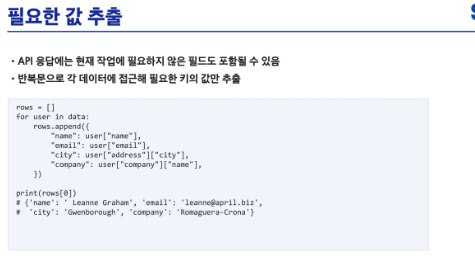 필요한 값 추출
· API 응답에는 현재 작업에 필요하지 않은 필드도 포함될 수 있음
· 반복문으로 각 데이터에 접근해 필요한 키의 값만 추출
rows = []
for user in data:
    rows.append({
        "name": user["name"],
        "email": user["email"],
        "city": user["address"]["city"],
        "company": user["company"]["name"],
    })
print(rows[0])
# {'name': ' Leanne Graham', 'email': 'leanne@april.biz',
#  'city': 'Gwenborough', 'company': 'Romaguera-Crona'}